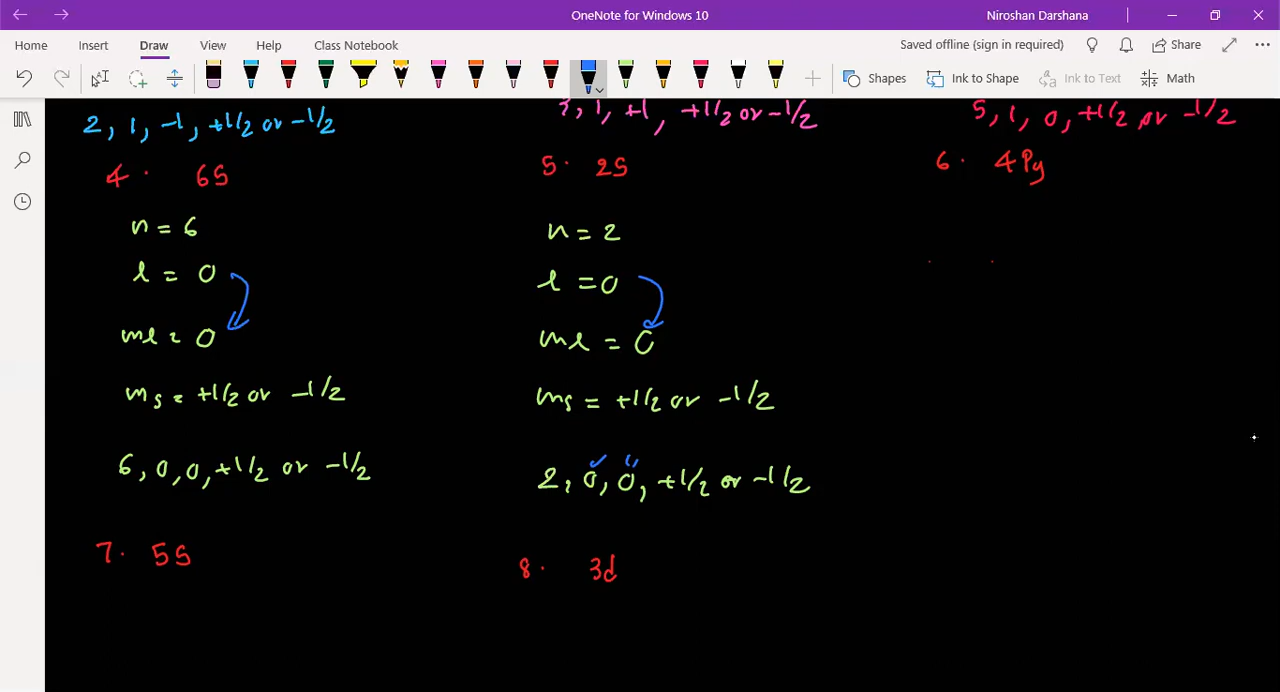 OneNote for Windows 10
Niroshan Darshana
Home Insert Draw View Help Class Notebook
Saved offline (sign in required)
Share
Shapes
Ink to Shape
Ink to Text
Math
2, 1, -1, +1/2 or -1/2
, 1, +1, +1/2 or -1/2
5, 1, 0, +1/2, or -1/2
4. 6s
n = 6
l = 0
ml = 0
ms = +1/2 or -1/2
6, 0, 0, +1/2 or -1/2
5. 2s
n = 2
l = 0
ml = 0
ms = +1/2 or -1/2
2, 0, 0, +1/2 or -1/2
6. 4Py
7. 5s
8. 3d